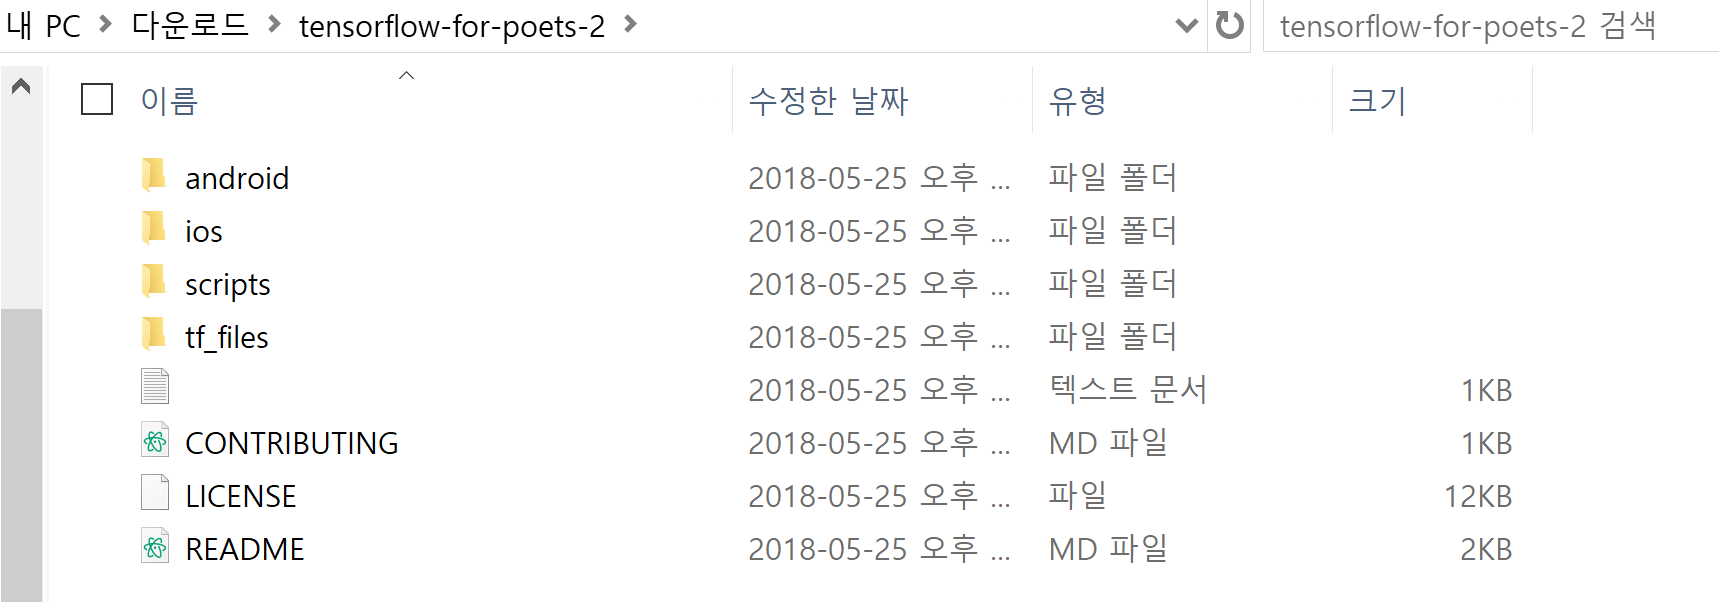 내 PC > 다운로드 > tensorflow-for-poets-2 >
tensorflow-for-poets-2 검색
이름 수정한 날짜 유형 크기
android 2018-05-25 오후 ... 파일 폴더
ios 2018-05-25 오후 ... 파일 폴더
scripts 2018-05-25 오후 ... 파일 폴더
tf_files 2018-05-25 오후 ... 파일 폴더
2018-05-25 오후 ... 텍스트 문서 1KB
CONTRIBUTING 2018-05-25 오후 ... MD 파일 1KB
LICENSE 2018-05-25 오후 ... 파일 12KB
README 2018-05-25 오후 ... MD 파일 2KB